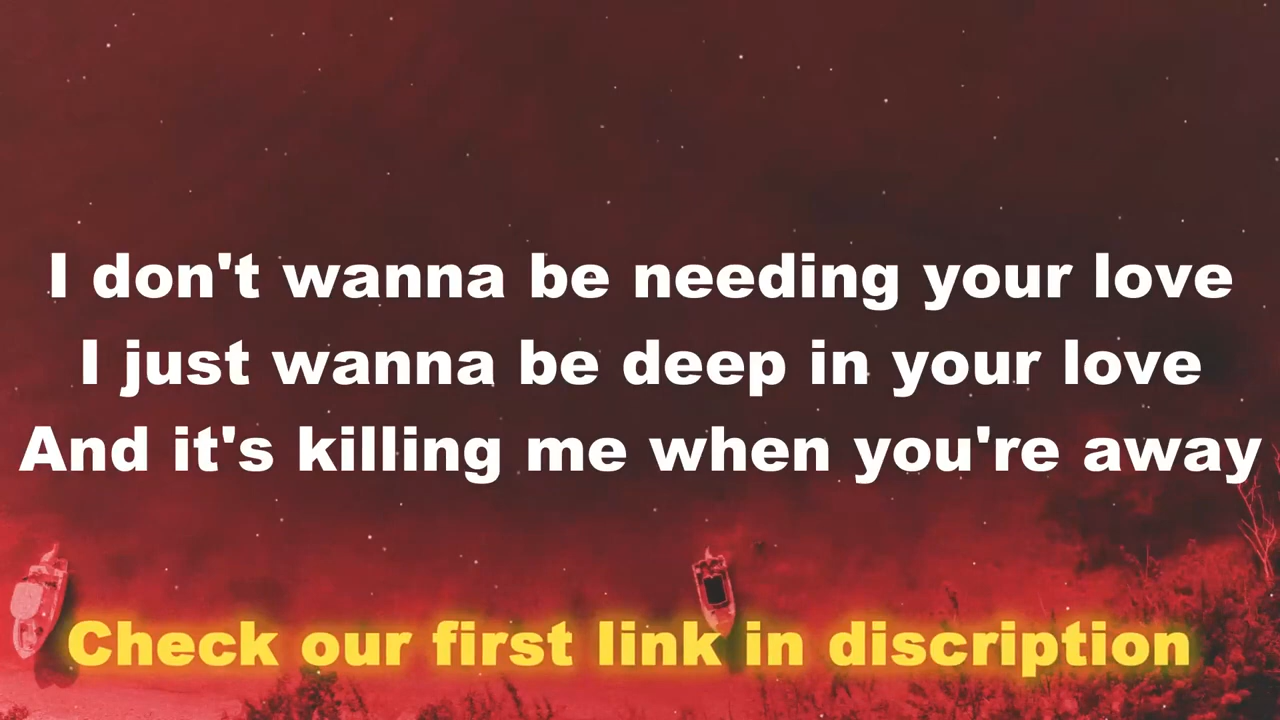 I don't wanna be needing your love
I just wanna be deep in your love
And it's killing me when you're away
Check our first link in discription